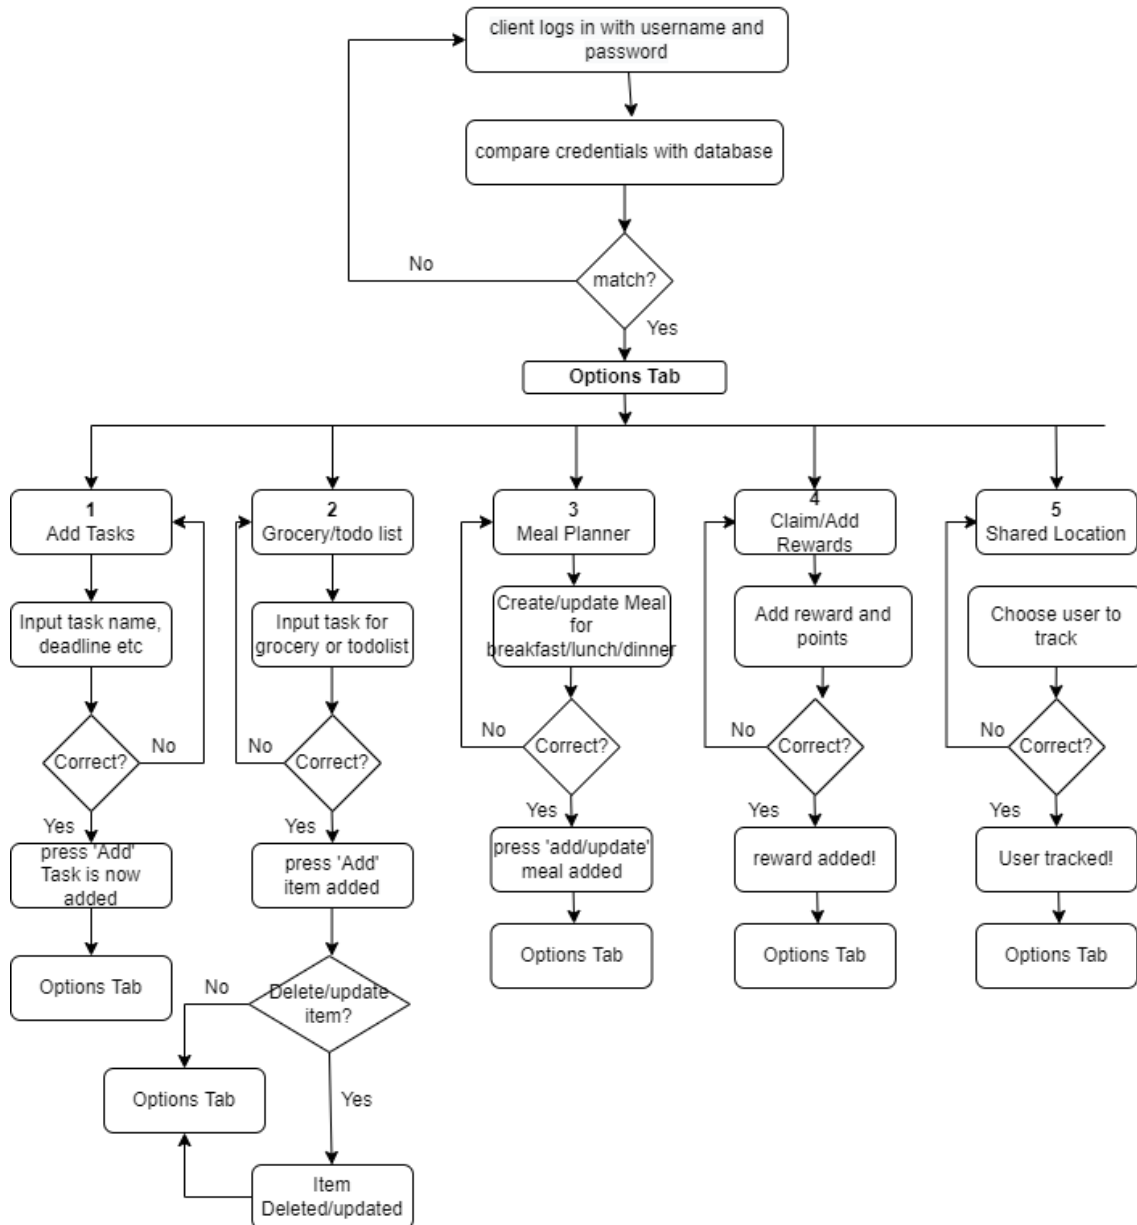 client logs in with username and
password
compare credentials with database
No
match?
Yes
Options Tab
1
Add Tasks
2
Grocery/todo list
3
Meal Planner
4
Claim/Add
Rewards
5
Shared Location
Input task name,
deadline etc
Input task for
grocery or todolist
Create/update Meal
for
breakfast/lunch/dinner
Add reward and
points
Choose user to
track
Correct?
No
No
Correct?
No
Correct?
No
Correct?
No
Correct?
Yes
Yes
Yes
Yes
Yes
press 'Add'
Task is now
added
press 'Add'
item added
press 'add/update'
meal added
reward added!
User tracked!
Options Tab
Options Tab
Options Tab
Options Tab
No
Delete/update
item?
Options Tab
Yes
Item
Deleted/updated